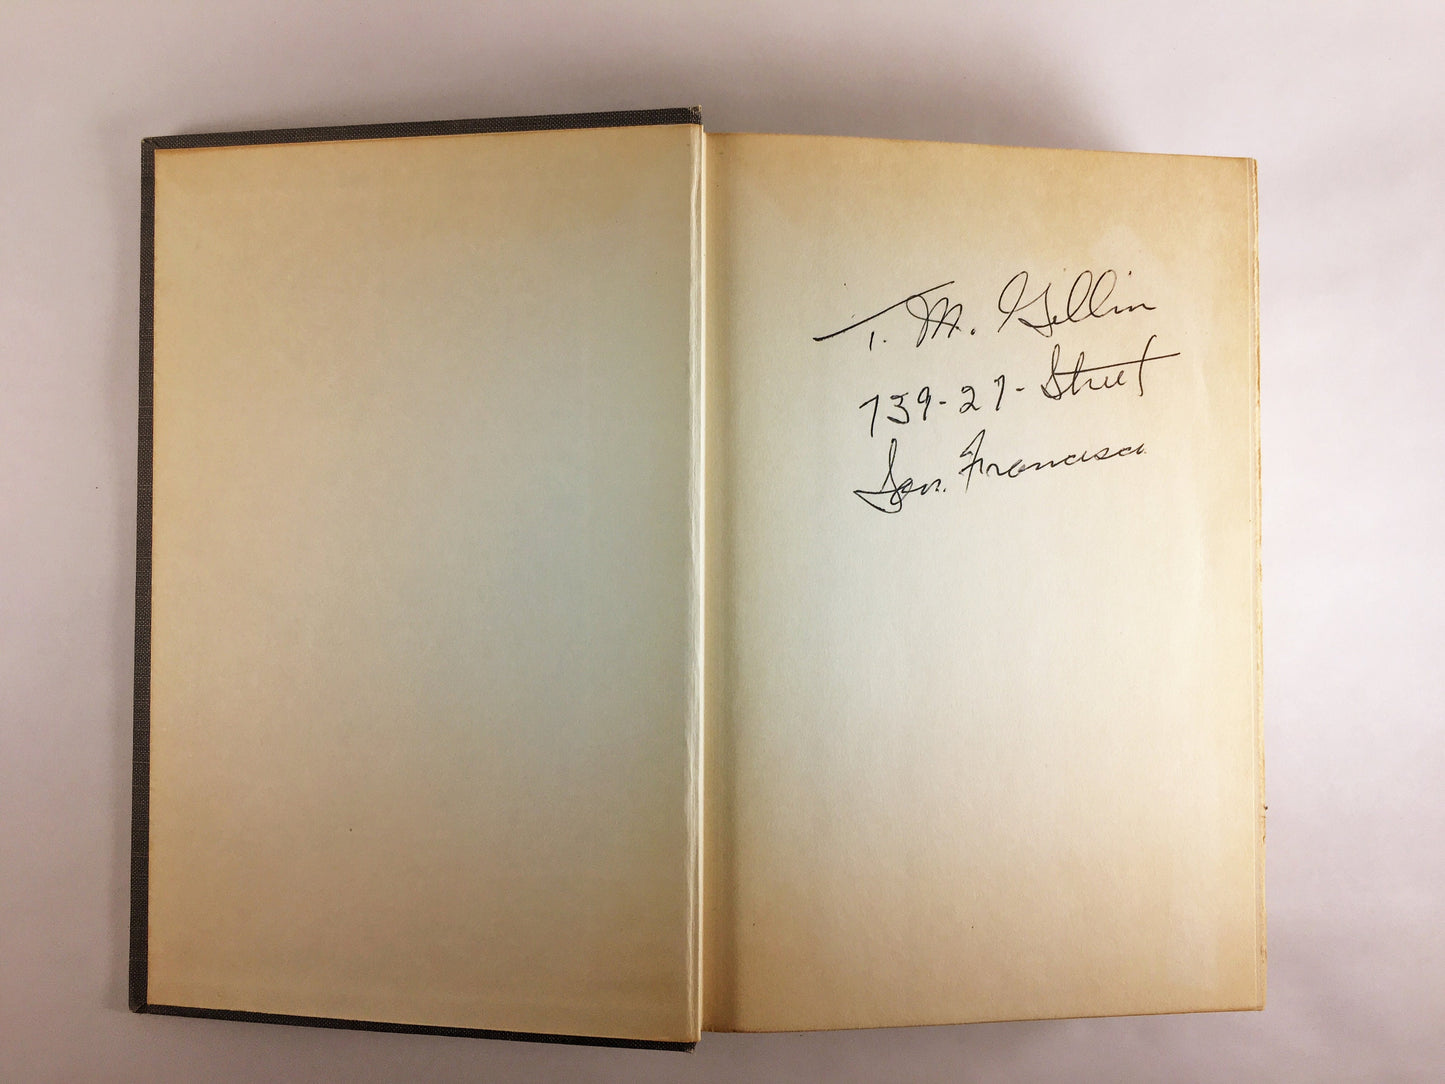 T. M. Gillin
739-27-Street
San. Francisco